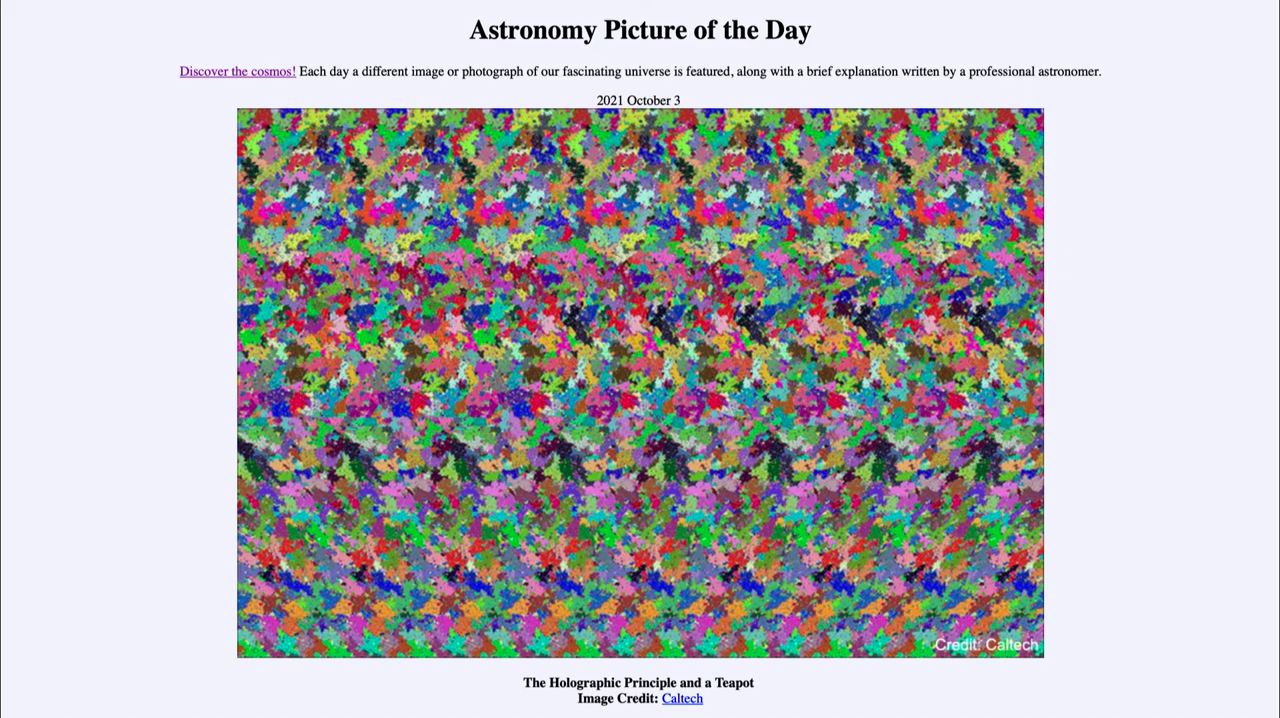 Astronomy Picture of the Day
Discover the cosmos! Each day a different image or photograph of our fascinating universe is featured, along with a brief explanation written by a professional astronomer.
2021 October 3
Credit: Caltech
The Holographic Principle and a Teapot
Image Credit: Caltech